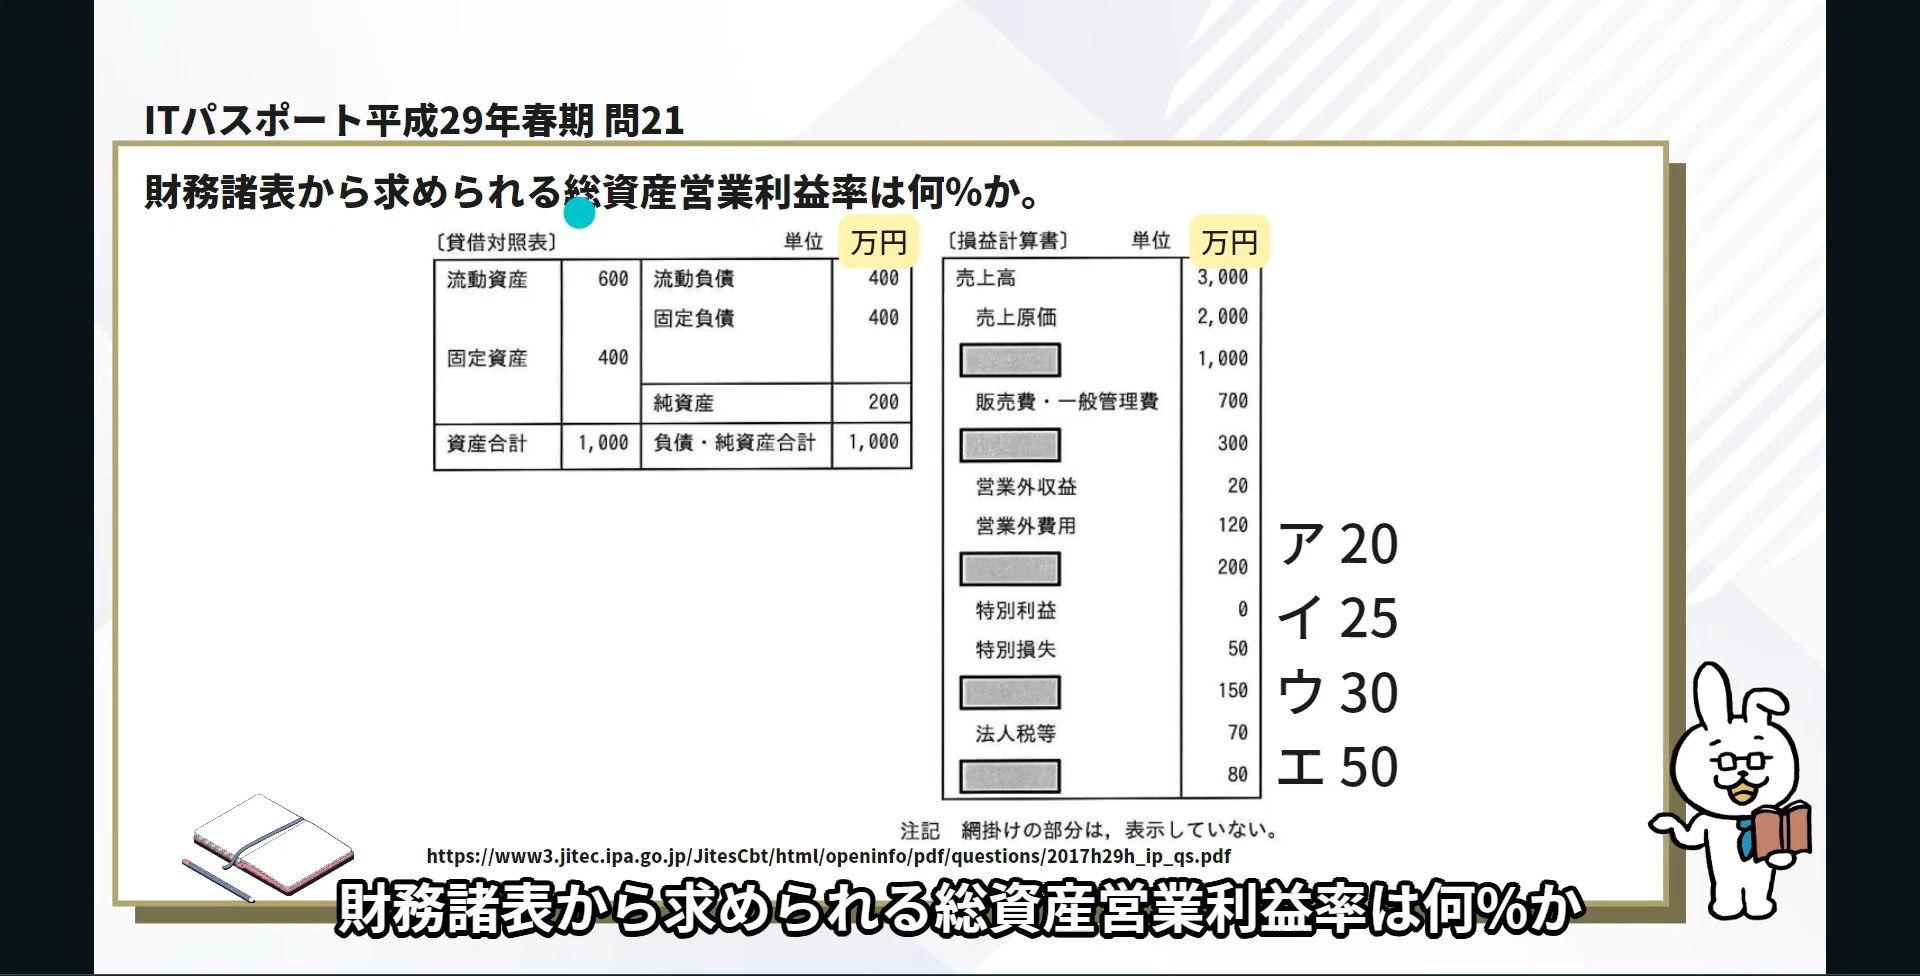 ITパスポート平成29年春期 問21
財務諸表から求められる総資産営業利益率は何%か。
〔貸借対照表〕 単位 万円
流動資産 600 流動負債 400
固定負債 400
固定資産 400
純資産 200
資産合計 1,000 負債・純資産合計 1,000
〔損益計算書〕 単位 万円
売上高 3,000
売上原価 2,000
1,000
販売費・一般管理費 700
300
営業外収益 20
営業外費用 120
200
特別利益 0
特別損失 50
150
法人税等 70
80
ア 20
イ 25
ウ 30
エ 50
注記 網掛けの部分は，表示していない。
https://www3.jitec.ipa.go.jp/JitesCbt/html/openinfo/pdf/questions/2017h29h_ip_qs.pdf
財務諸表から求められる総資産営業利益率は何%か